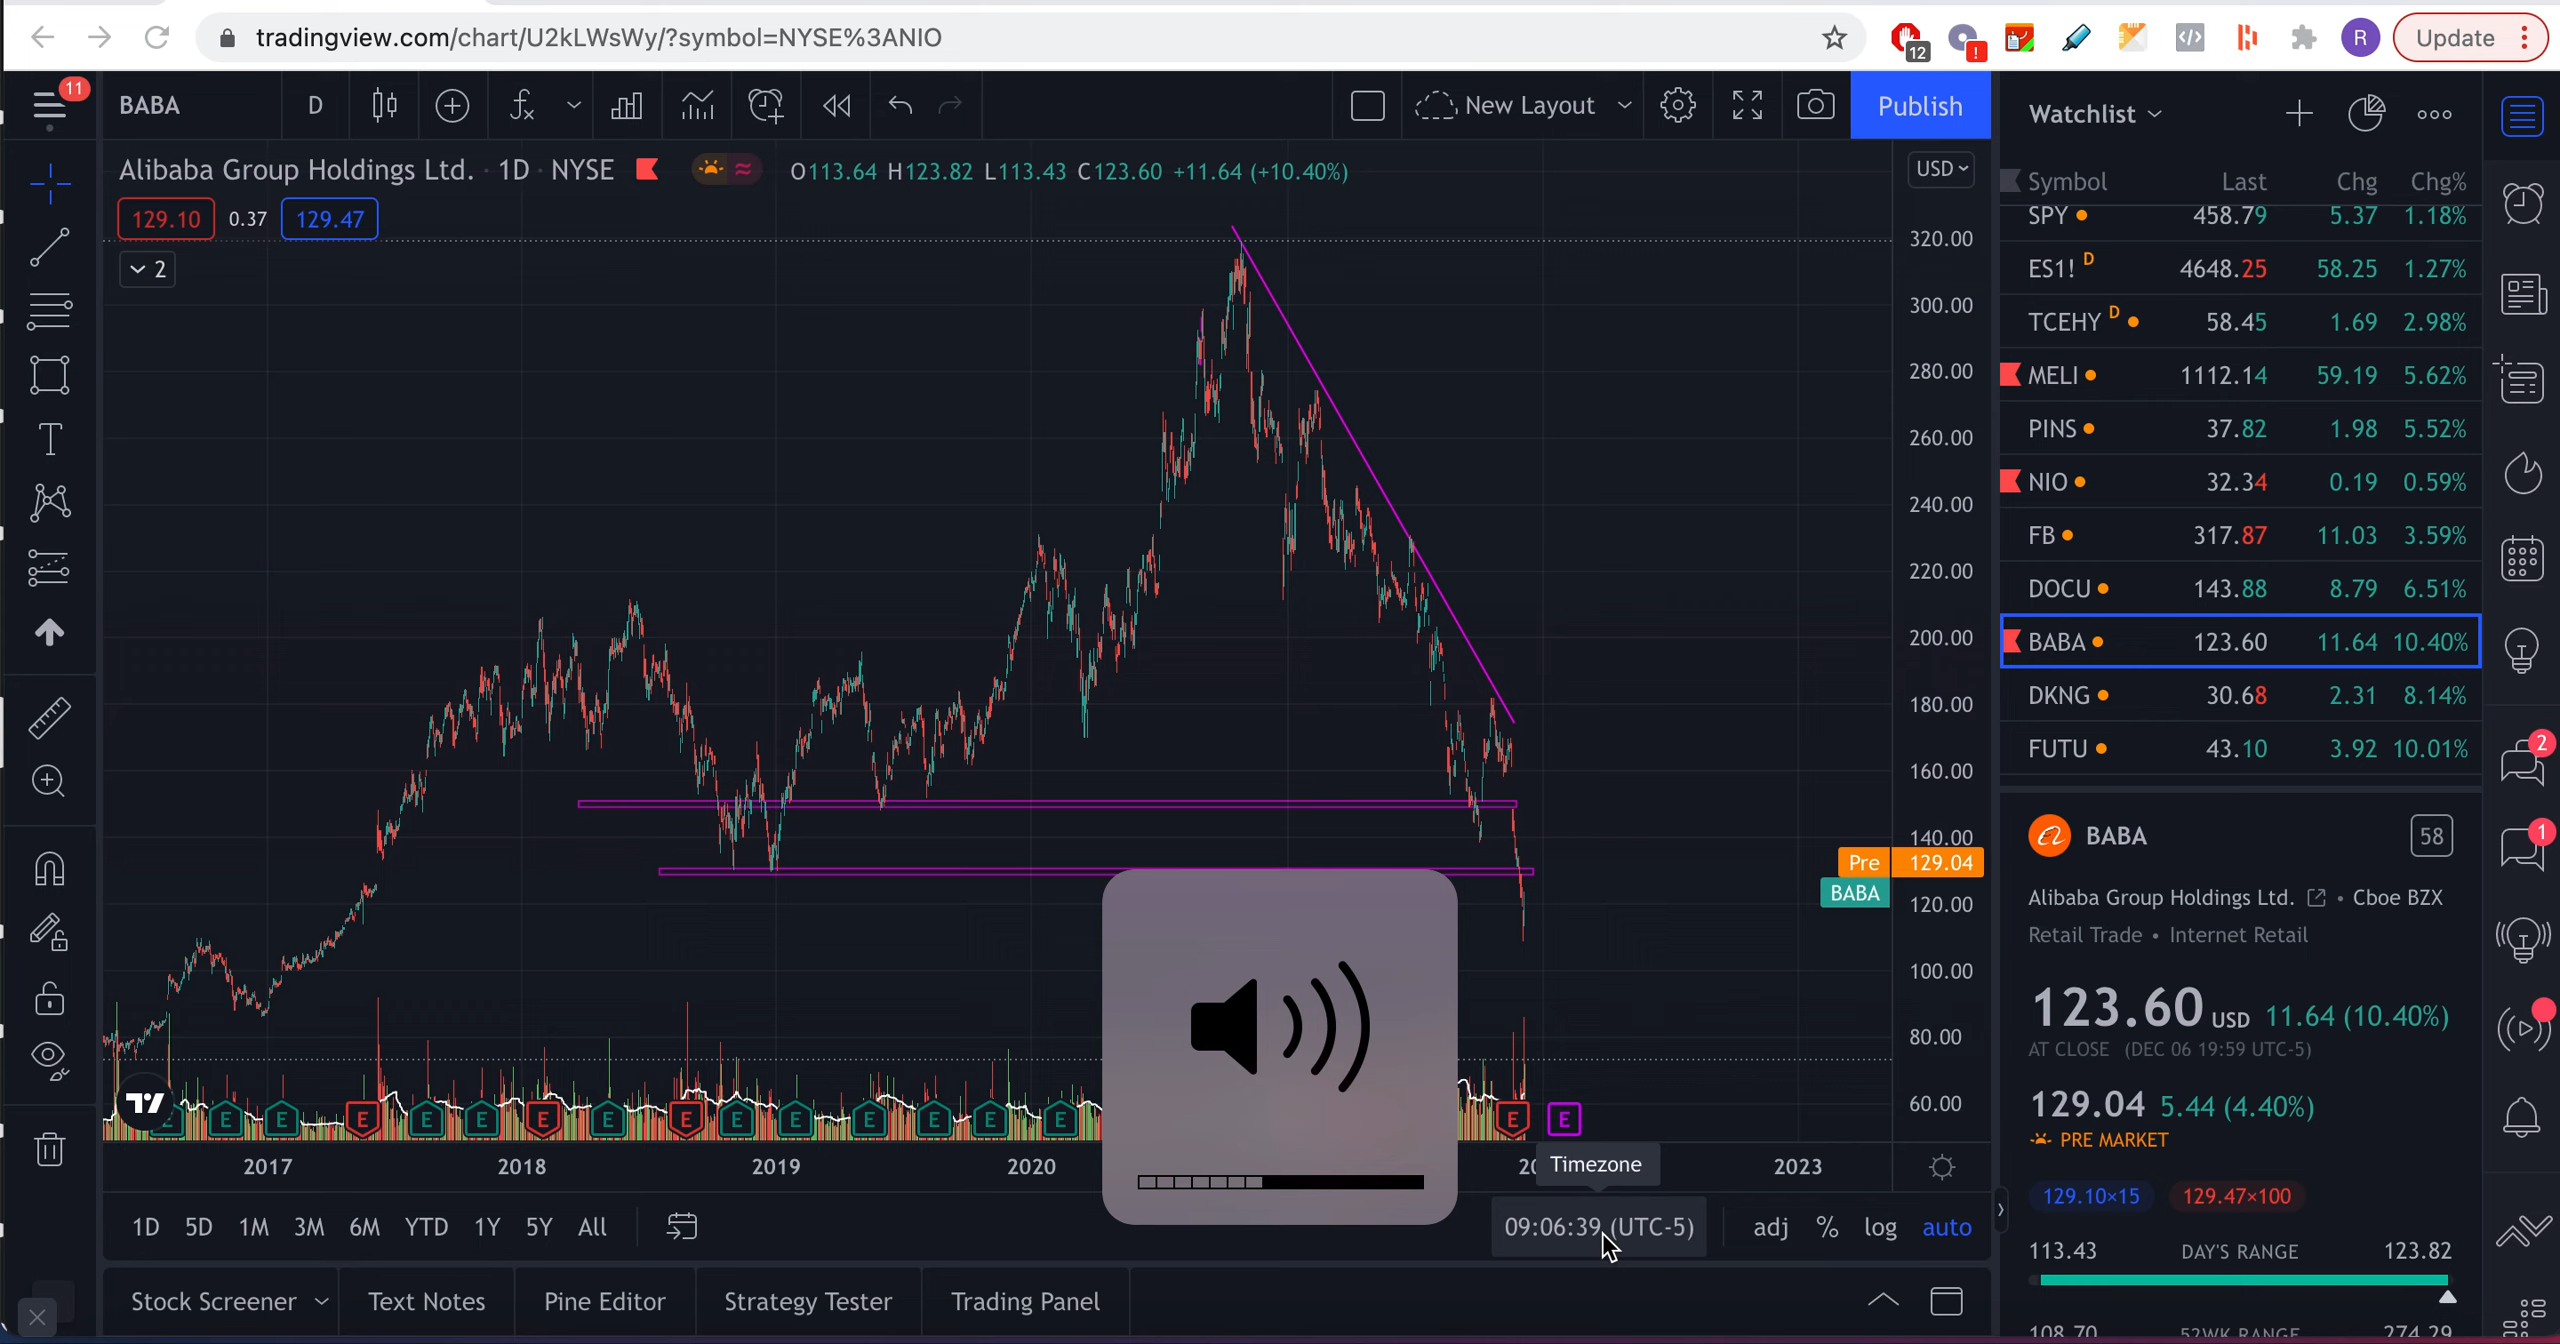 tradingview.com/chart/U2kLWsWy/?symbol=NYSE%3ANIO
12
!
R
Update
11
BABA
D
New Layout
Publish
Watchlist
Alibaba Group Holdings Ltd. · 1D · NYSE
O113.64 H123.82 L113.43 C123.60 +11.64 (+10.40%)
USD
129.10 0.37 129.47
2
320.00
300.00
280.00
260.00
240.00
220.00
200.00
180.00
160.00
140.00
Pre 129.04
BABA
120.00
100.00
80.00
60.00
Symbol Last Chg Chg%
SPY 458.79 5.37 1.18%
ES1! D 4648.25 58.25 1.27%
TCEHY D 58.45 1.69 2.98%
MELI 1112.14 59.19 5.62%
PINS 37.82 1.98 5.52%
NIO 32.34 0.19 0.59%
FB 317.87 11.03 3.59%
DOCU 143.88 8.79 6.51%
BABA 123.60 11.64 10.40%
DKNG 30.68 2.31 8.14%
FUTU 43.10 3.92 10.01%
2
1
BABA 58
Alibaba Group Holdings Ltd. • Cboe BZX
Retail Trade • Internet Retail
123.60 USD 11.64 (10.40%)
AT CLOSE (DEC 06 19:59 UTC-5)
129.04 5.44 (4.40%)
PRE MARKET
129.10×15 129.47×100
113.43 DAY'S RANGE 123.82
108.70 52WK RANGE 274.29
E E E E E E E E E E E E E E E E E
2017 2018 2019 2020 2023
Timezone
1D 5D 1M 3M 6M YTD 1Y 5Y All
09:06:39 (UTC-5) adj % log auto
Stock Screener Text Notes Pine Editor Strategy Tester Trading Panel